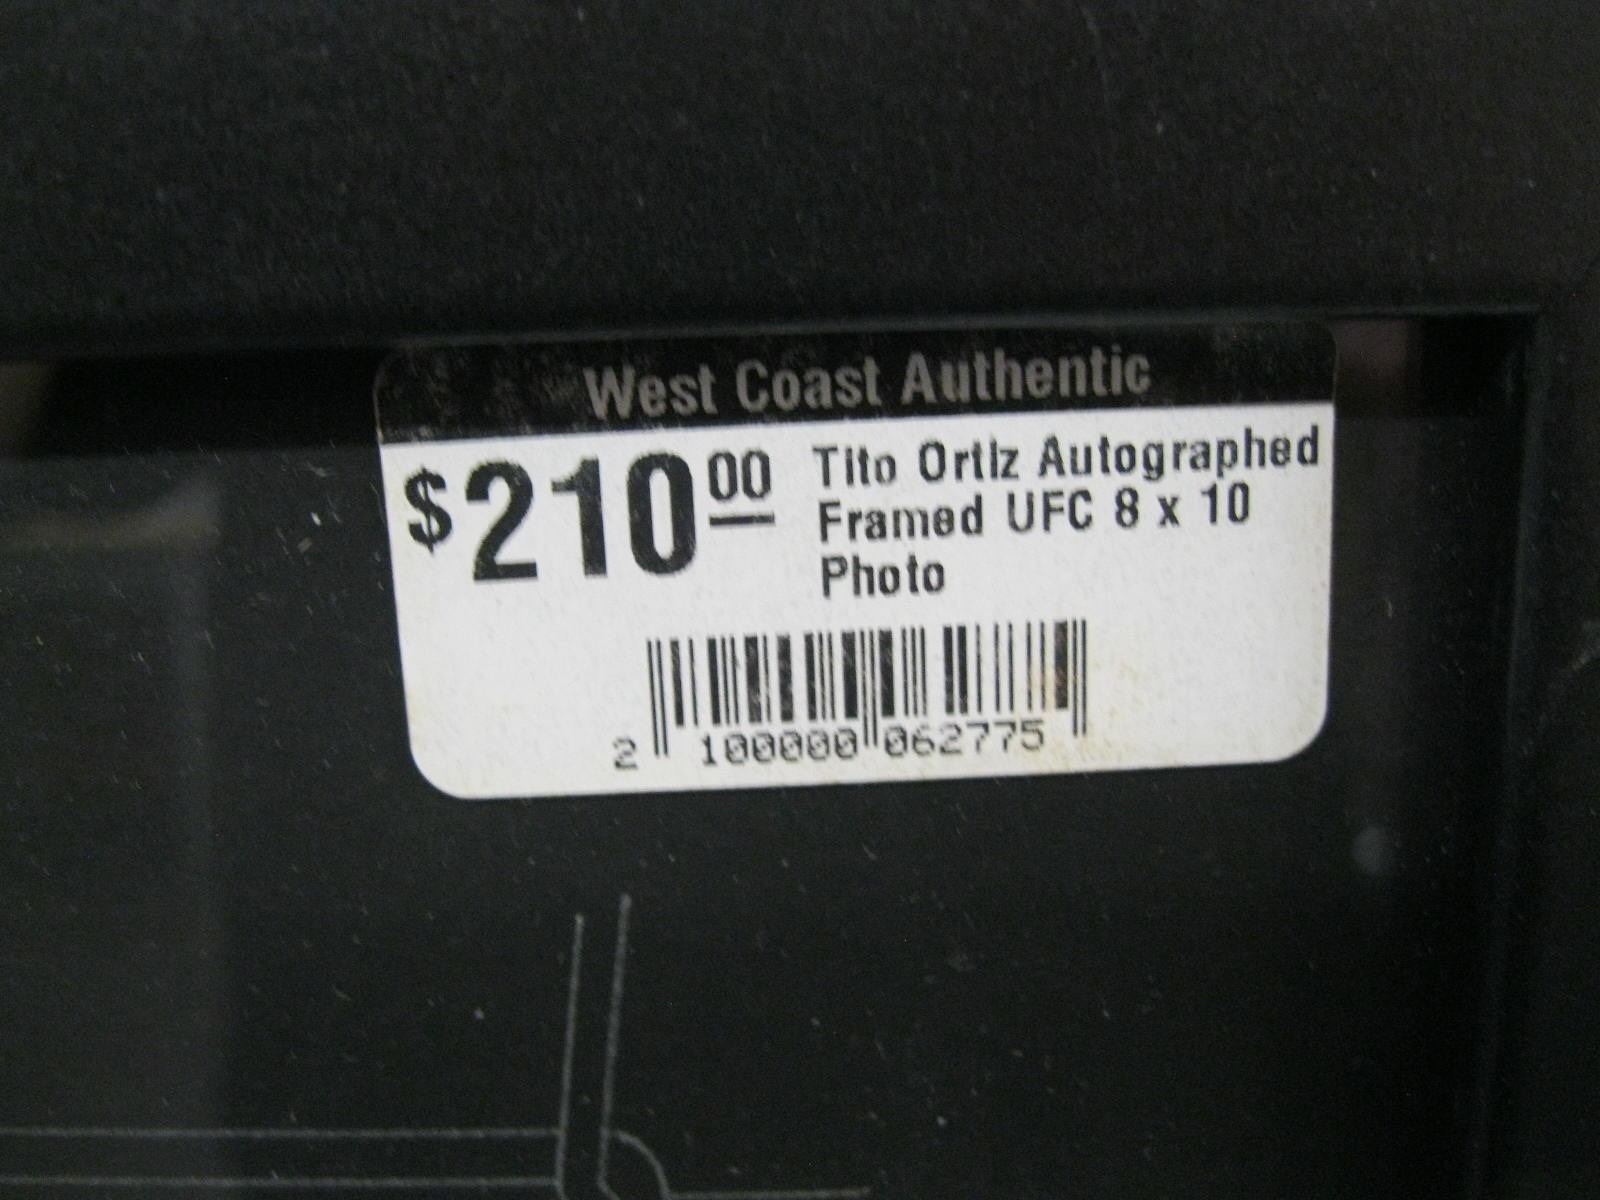 West Coast Authentic
$210 00
Tito Ortiz Autographed
Framed UFC 8 x 10
Photo
2 100000 062775